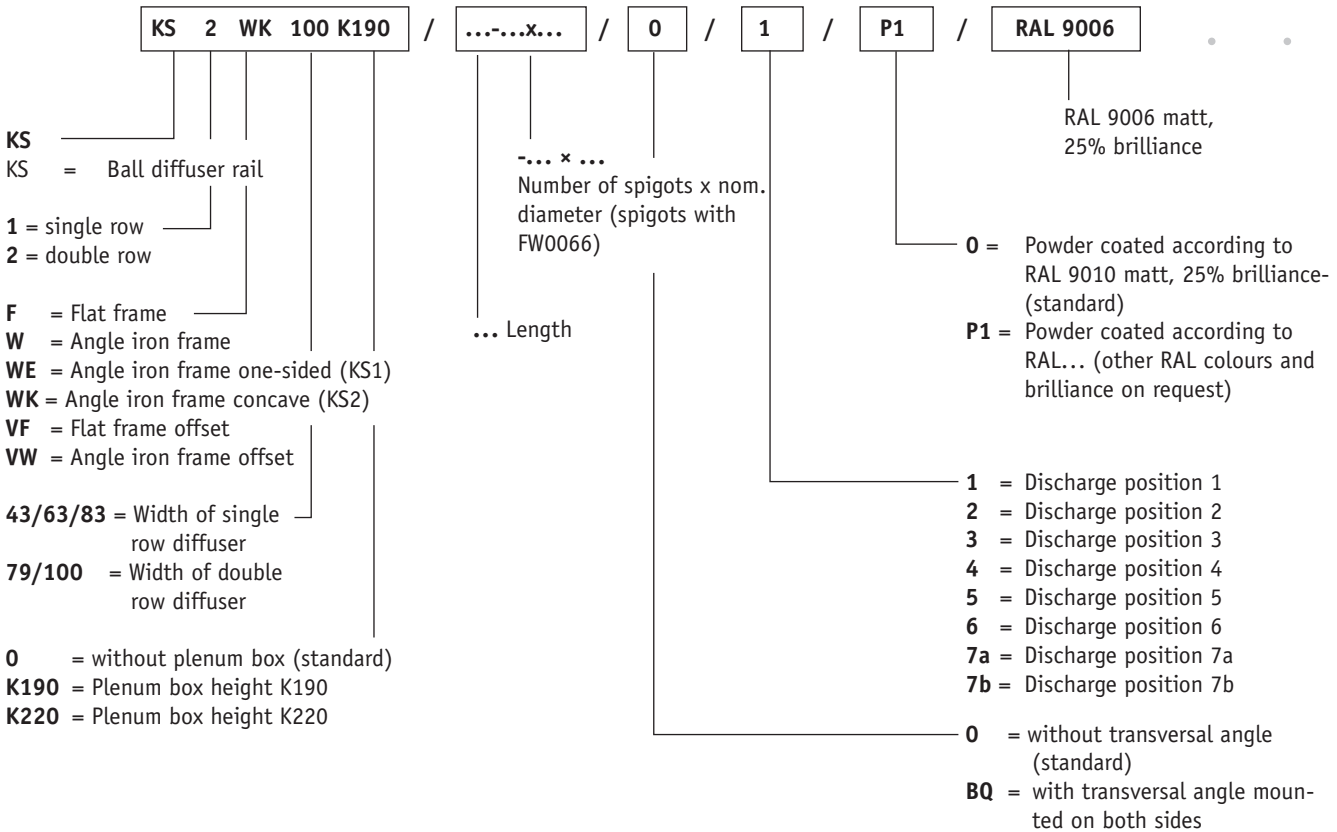 KS 2 WK 100 K190 / ...-...x... / 0 / 1 / P1 / RAL 9006
RAL 9006 matt,
25% brilliance
KS
KS = Ball diffuser rail
1 = single row
2 = double row
F = Flat frame
W = Angle iron frame
WE = Angle iron frame one-sided (KS1)
WK = Angle iron frame concave (KS2)
VF = Flat frame offset
VW = Angle iron frame offset
43/63/83 = Width of single
row diffuser
79/100 = Width of double
row diffuser
0 = without plenum box (standard)
K190 = Plenum box height K190
K220 = Plenum box height K220
-... × ...
Number of spigots x nom.
diameter (spigots with
FW0066)
... Length
0 = Powder coated according to
RAL 9010 matt, 25% brilliance-
(standard)
P1 = Powder coated according to
RAL... (other RAL colours and
brilliance on request)
1 = Discharge position 1
2 = Discharge position 2
3 = Discharge position 3
4 = Discharge position 4
5 = Discharge position 5
6 = Discharge position 6
7a = Discharge position 7a
7b = Discharge position 7b
0 = without transversal angle
(standard)
BQ = with transversal angle moun-
ted on both sides